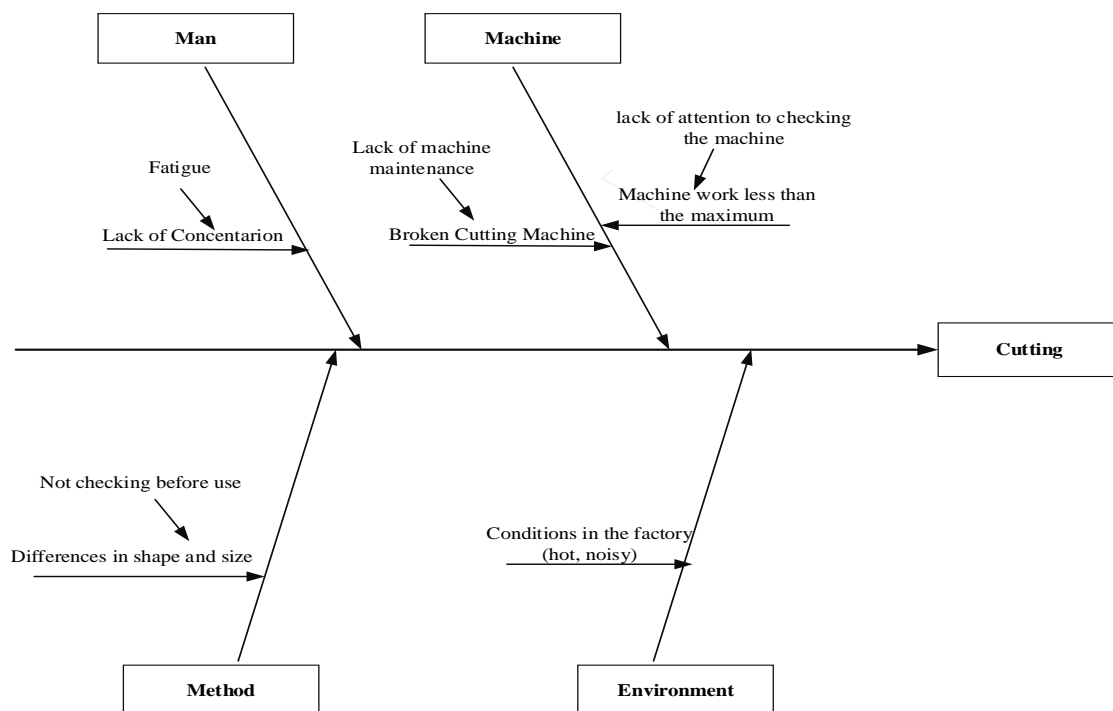 Man
Machine
lack of attention to checking
the machine
Lack of machine
maintenance
Fatigue
Machine work less than
the maximum
Lack of Concentarion
Broken Cutting Machine
Cutting
Not checking before use
Conditions in the factory
(hot, noisy)
Differences in shape and size
Method
Environment